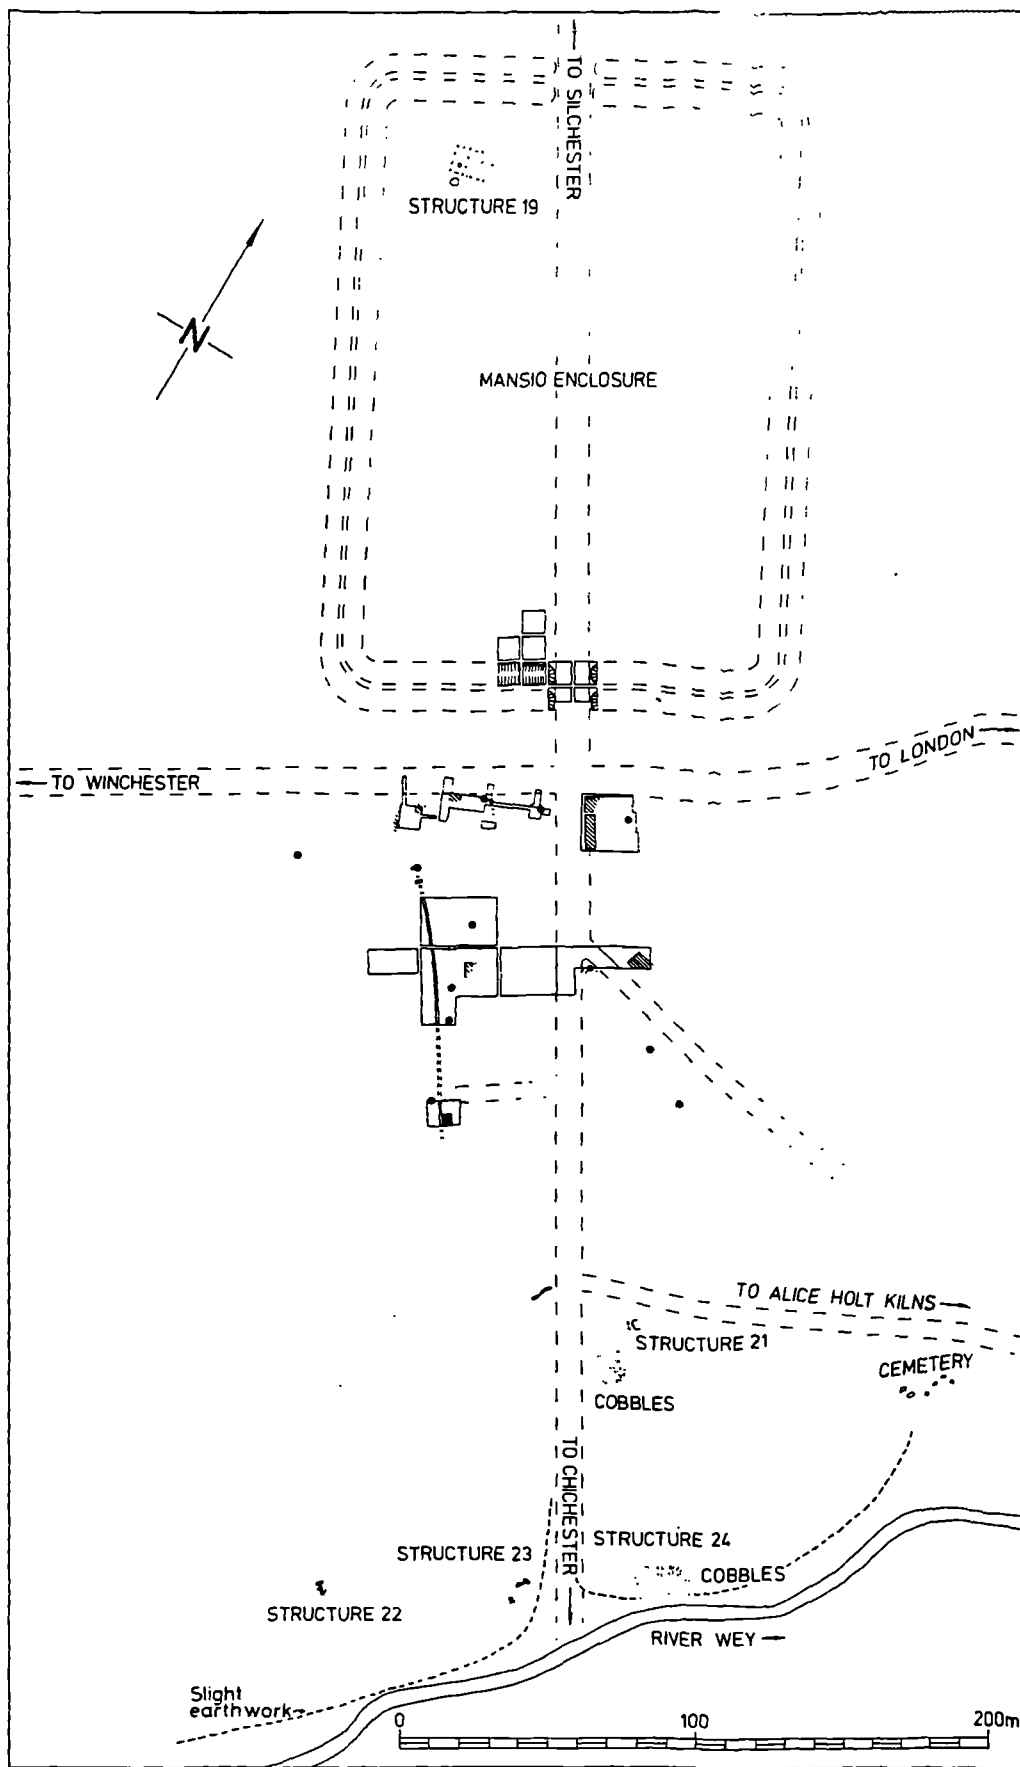 TO SILCHESTER
STRUCTURE 19
N
MANSIO ENCLOSURE
TO WINCHESTER
TO LONDON
TO ALICE HOLT KILNS
STRUCTURE 21
CEMETERY
COBBLES
TO CHICHESTER
STRUCTURE 24
STRUCTURE 23
COBBLES
STRUCTURE 22
RIVER WEY
Slight
earthwork
0 100 200m